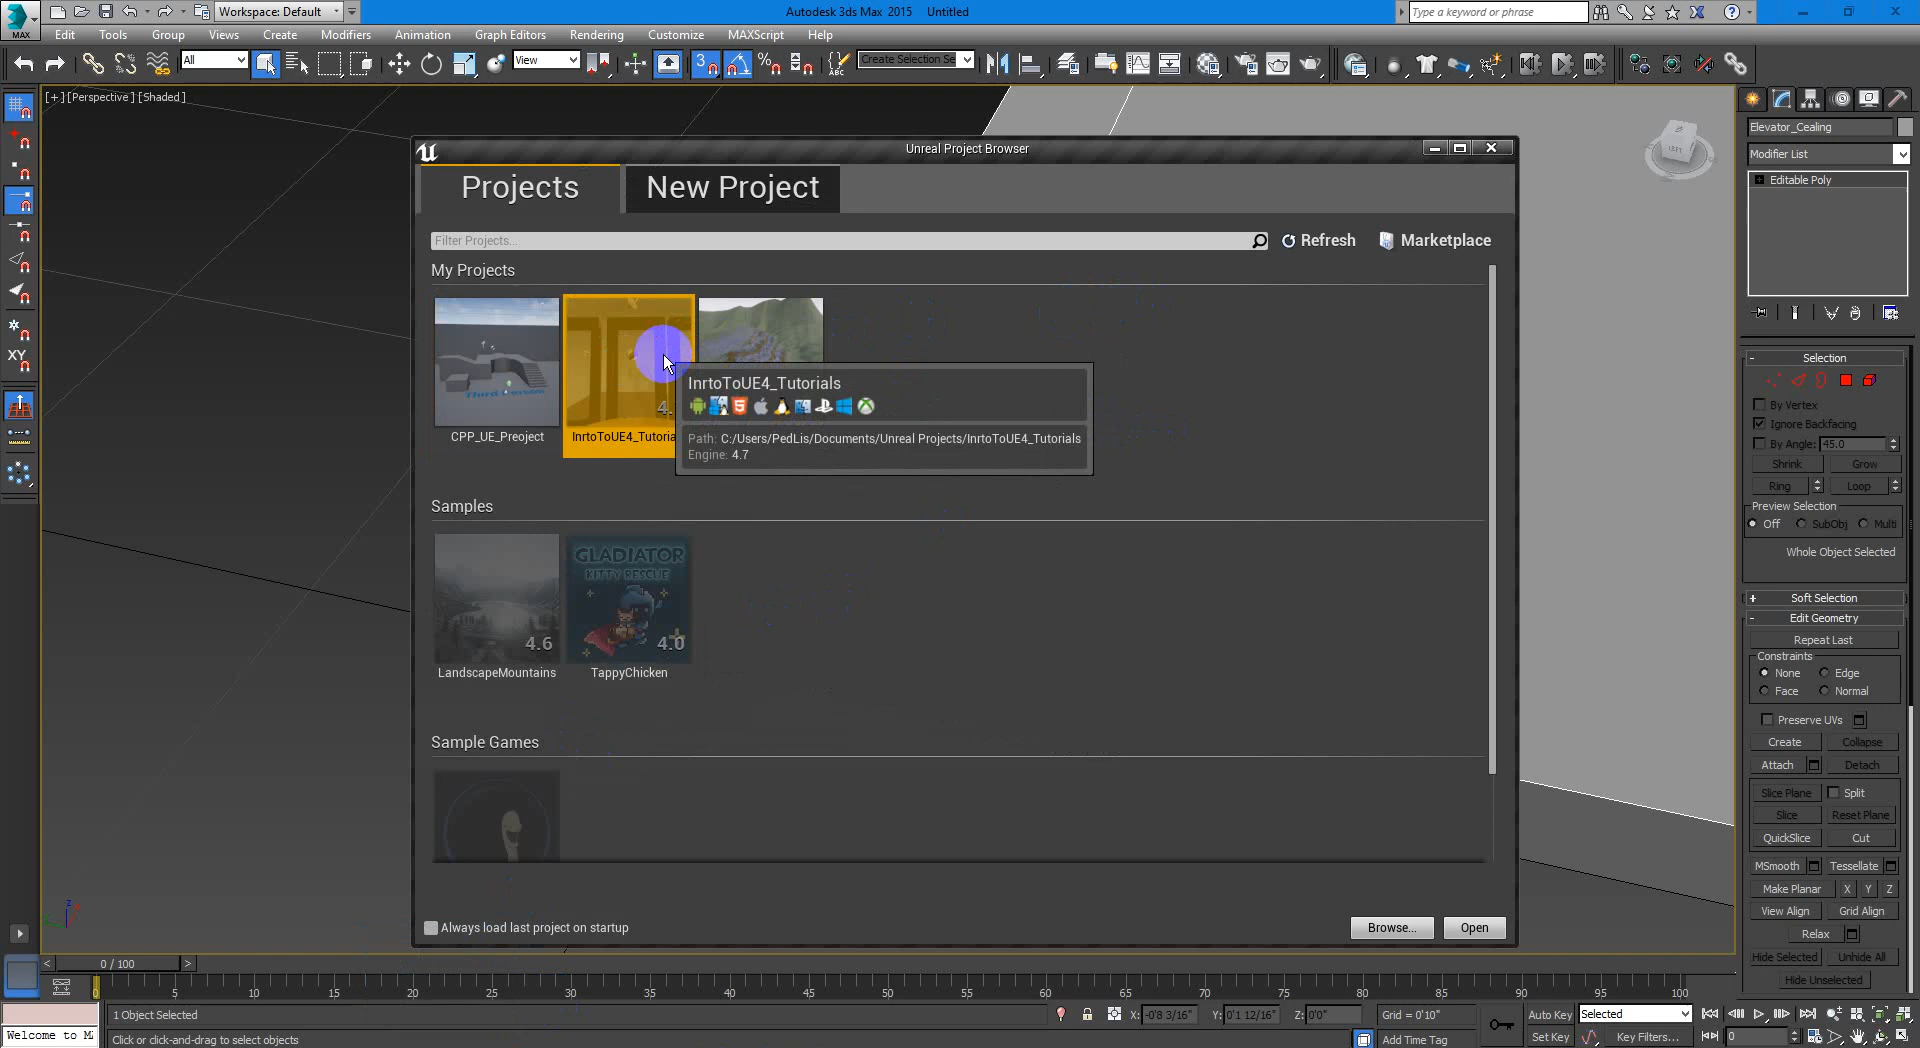 MAX
Workspace: Default
Autodesk 3ds Max 2015 Untitled
Type a keyword or phrase
Edit Tools Group Views Create Modifiers Animation Graph Editors Rendering Customize MAXScript Help
All
View
3
ABC
Create Selection Se
[+][Perspective][Shaded]
Unreal Project Browser
Projects
New Project
Filter Projects...
Refresh
Marketplace
My Projects
CPP_UE_Preoject
4.
InrtoToUE4_Tutoria
InrtoToUE4_Tutorials
Path: C:/Users/PedLis/Documents/Unreal Projects/InrtoToUE4_Tutorials
Engine: 4.7
Samples
4.6
LandscapeMountains
GLADIATOR
KITTY RESCUE
4.0
TappyChicken
Sample Games
Always load last project on startup
Browse...
Open
XY
Elevator_Cealing
Modifier List
Editable Poly
Selection
By Vertex
Ignore Backfacing
By Angle: 45.0
Shrink Grow
Ring Loop
Preview Selection
Off SubObj Multi
Whole Object Selected
Soft Selection
Edit Geometry
Repeat Last
Constraints
None Edge
Face Normal
Preserve UVs
Create Collapse
Attach Detach
Slice Plane Split
Slice Reset Plane
QuickSlice Cut
MSmooth Tessellate
Make Planar X Y Z
View Align Grid Align
Relax
Hide Selected Unhide All
Hide Unselected
z
< 0 / 100 >
0 5 10 15 20 25 30 35 40 45 50 55 60 65 70 75 80 85 90 95 100
1 Object Selected
X: -0'8 3/16" Y: 0'1 12/16" Z: 0'0" Grid = 0'10"
Auto Key Selected
Welcome to M
Click or click-and-drag to select objects
Add Time Tag
Set Key Key Filters... 0